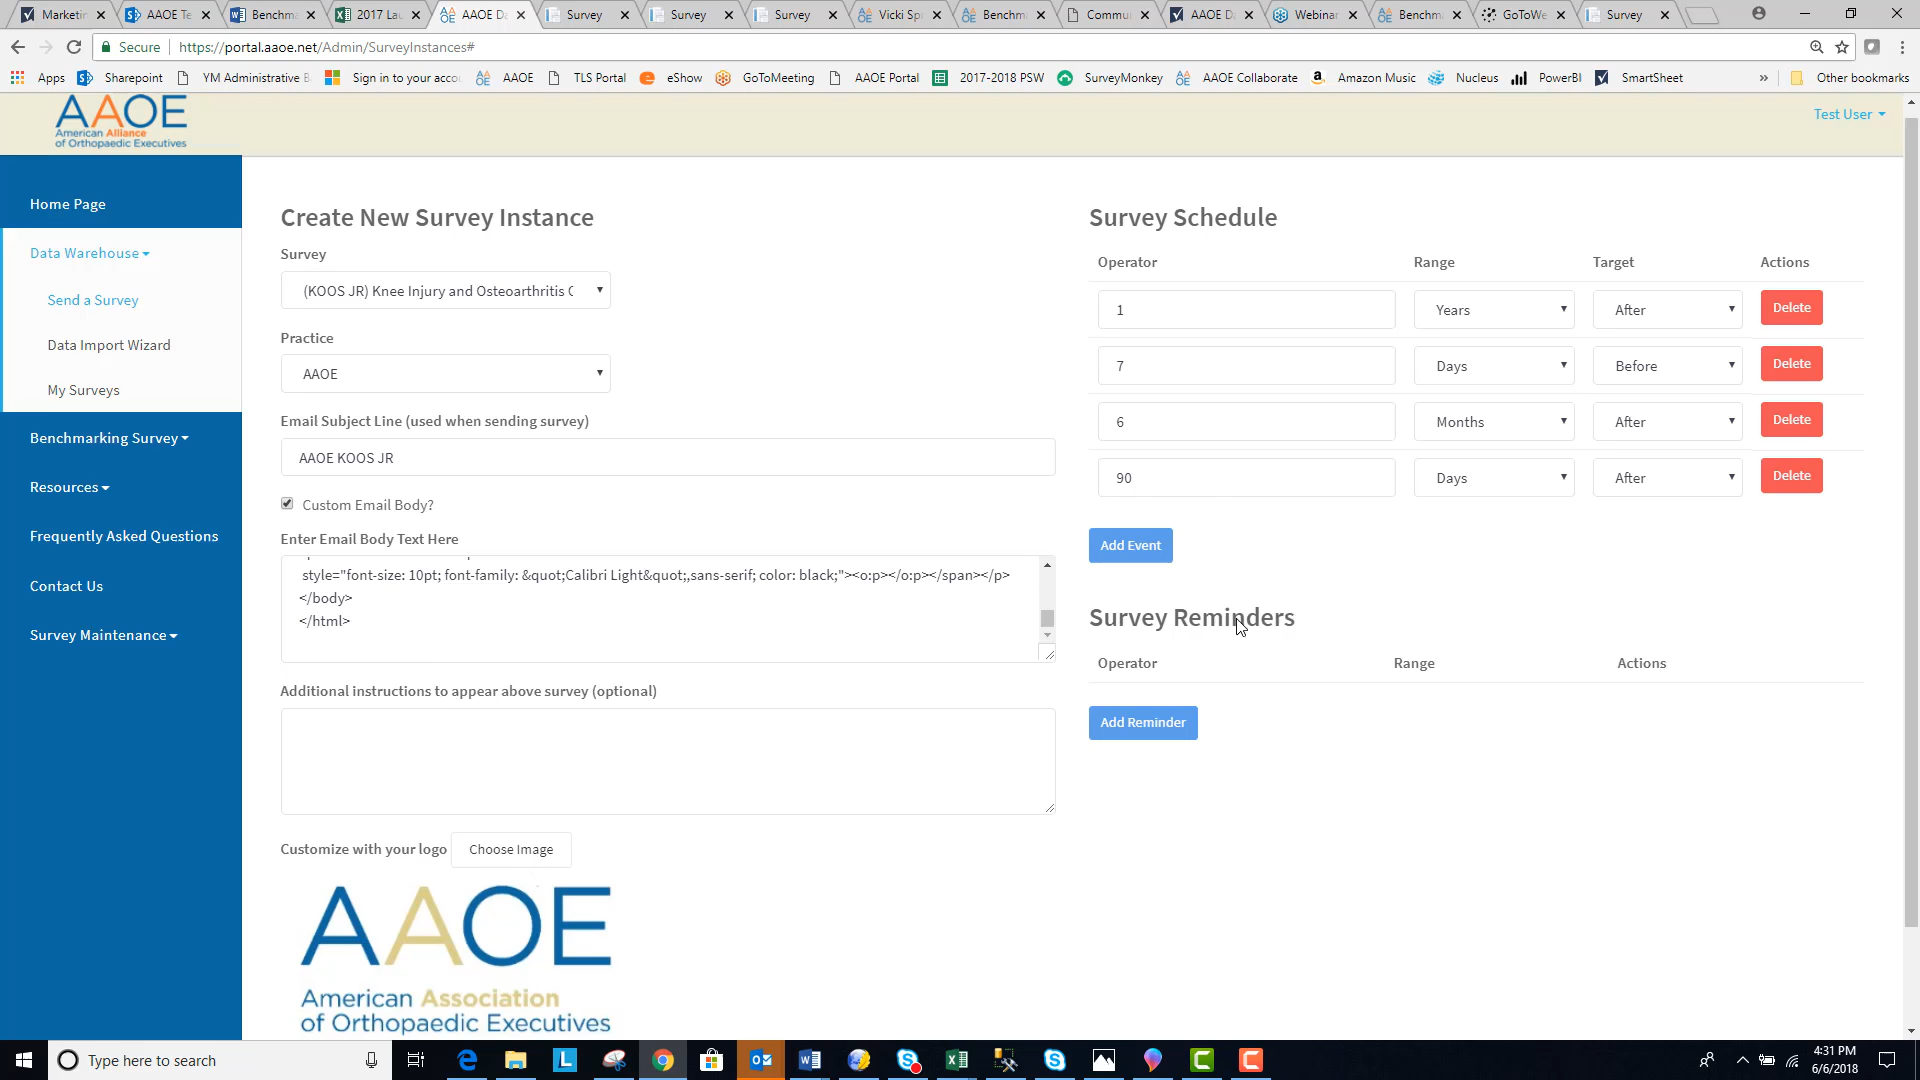 Marketin
AAOE Te
Benchma
2017 Lau
AAOE Da
Survey
Survey
Survey
Vicki Sp
Benchm
Commu
AAOE D
Webinar
Benchm
GoToWe
Survey
Secure
https://portal.aaoe.net/Admin/SurveyInstances#
Apps
Sharepoint
YM Administrative B
Sign in to your acco
AAOE
TLS Portal
eShow
GoToMeeting
AAOE Portal
2017-2018 PSW
SurveyMonkey
AAOE Collaborate
Amazon Music
Nucleus
PowerBI
SmartSheet
»
Other bookmarks
AAOE
American Alliance
of Orthopaedic Executives
Test User
Home Page
Data Warehouse
Send a Survey
Data Import Wizard
My Surveys
Benchmarking Survey
Resources
Frequently Asked Questions
Contact Us
Survey Maintenance
Create New Survey Instance
Survey
(KOOS JR) Knee Injury and Osteoarthritis C
Practice
AAOE
Email Subject Line (used when sending survey)
AAOE KOOS JR
Custom Email Body?
Enter Email Body Text Here
style="font-size: 10pt; font-family: &quot;Calibri Light&quot;,sans-serif; color: black;"><o:p></o:p></span></p>
</body>
</html>
Additional instructions to appear above survey (optional)
Customize with your logo
Choose Image
AAOE
American Association
of Orthopaedic Executives
Survey Schedule
Operator Range Target Actions
1 Years After Delete
7 Days Before Delete
6 Months After Delete
90 Days After Delete
Add Event
Survey Reminders
Operator Range Actions
Add Reminder
Type here to search
4:31 PM
6/6/2018